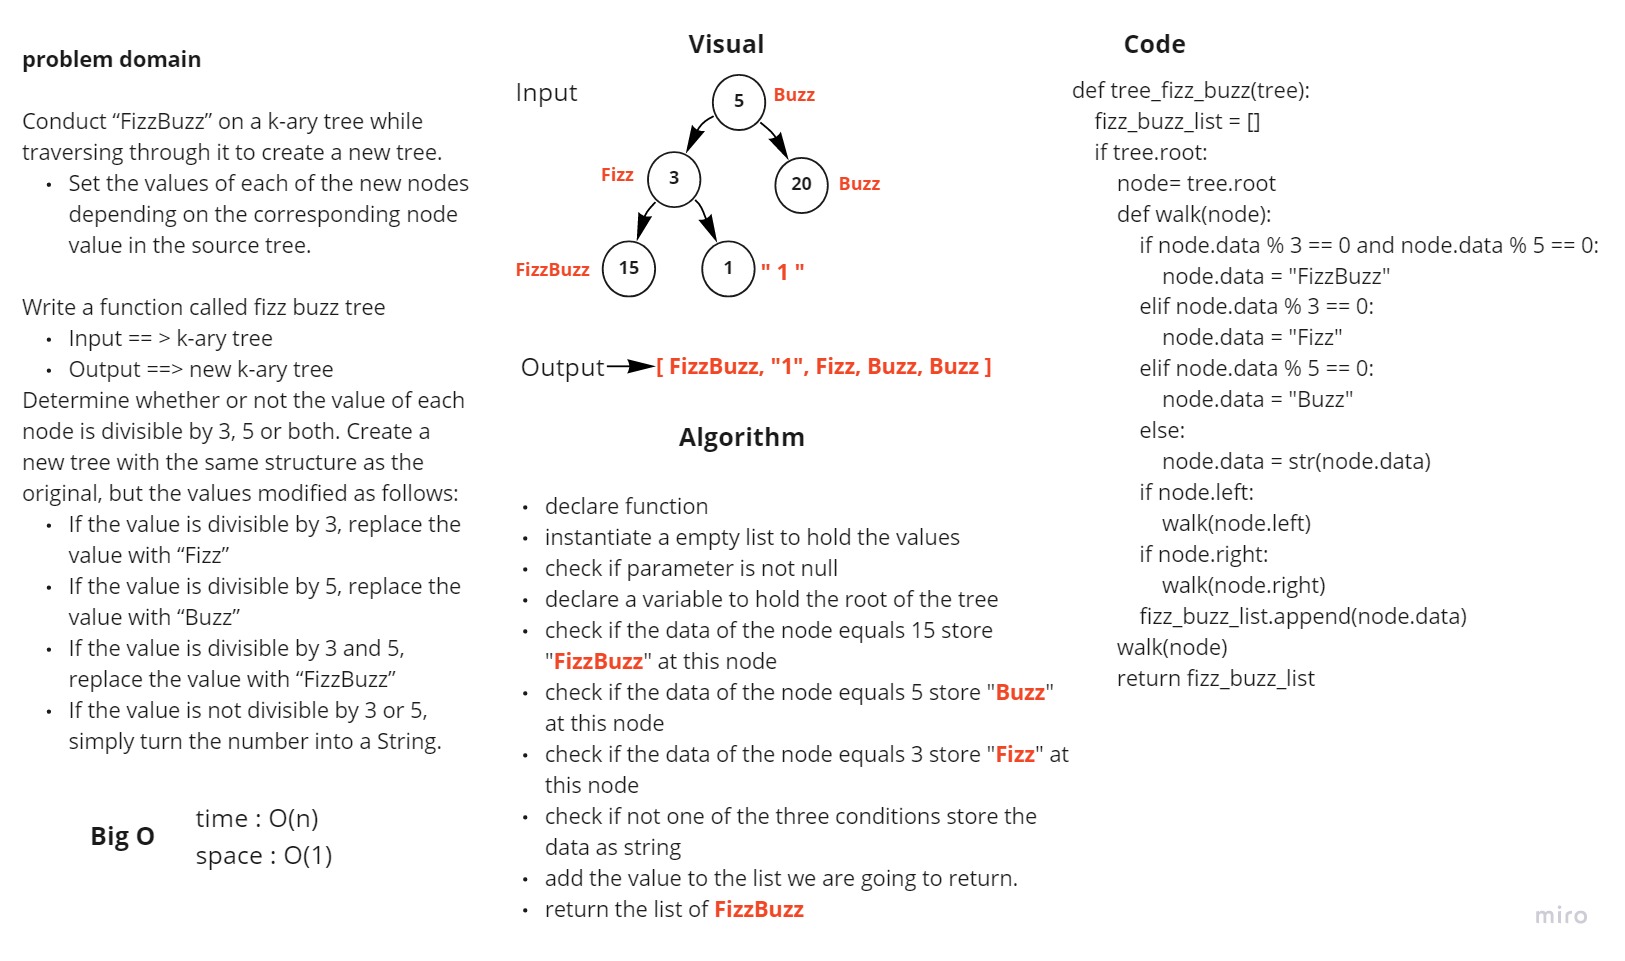 problem domain
Conduct “FizzBuzz” on a k-ary tree while
traversing through it to create a new tree.
• Set the values of each of the new nodes
depending on the corresponding node
value in the source tree.
Write a function called fizz buzz tree
• Input == > k-ary tree
• Output ==> new k-ary tree
Determine whether or not the value of each
node is divisible by 3, 5 or both. Create a
new tree with the same structure as the
original, but the values modified as follows:
• If the value is divisible by 3, replace the
value with “Fizz”
• If the value is divisible by 5, replace the
value with “Buzz”
• If the value is divisible by 3 and 5,
replace the value with “FizzBuzz”
• If the value is not divisible by 3 or 5,
simply turn the number into a String.
Big O
time : O(n)
space : O(1)
Visual
Input
5 Buzz
Fizz 3
20 Buzz
FizzBuzz 15
1 " 1 "
Output [ FizzBuzz, "1", Fizz, Buzz, Buzz ]
Algorithm
• declare function
• instantiate a empty list to hold the values
• check if parameter is not null
• declare a variable to hold the root of the tree
• check if the data of the node equals 15 store
"FizzBuzz" at this node
• check if the data of the node equals 5 store "Buzz"
at this node
• check if the data of the node equals 3 store "Fizz" at
this node
• check if not one of the three conditions store the
data as string
• add the value to the list we are going to return.
• return the list of FizzBuzz
Code
def tree_fizz_buzz(tree):
fizz_buzz_list = []
if tree.root:
node= tree.root
def walk(node):
if node.data % 3 == 0 and node.data % 5 == 0:
node.data = "FizzBuzz"
elif node.data % 3 == 0:
node.data = "Fizz"
elif node.data % 5 == 0:
node.data = "Buzz"
else:
node.data = str(node.data)
if node.left:
walk(node.left)
if node.right:
walk(node.right)
fizz_buzz_list.append(node.data)
walk(node)
return fizz_buzz_list
miro